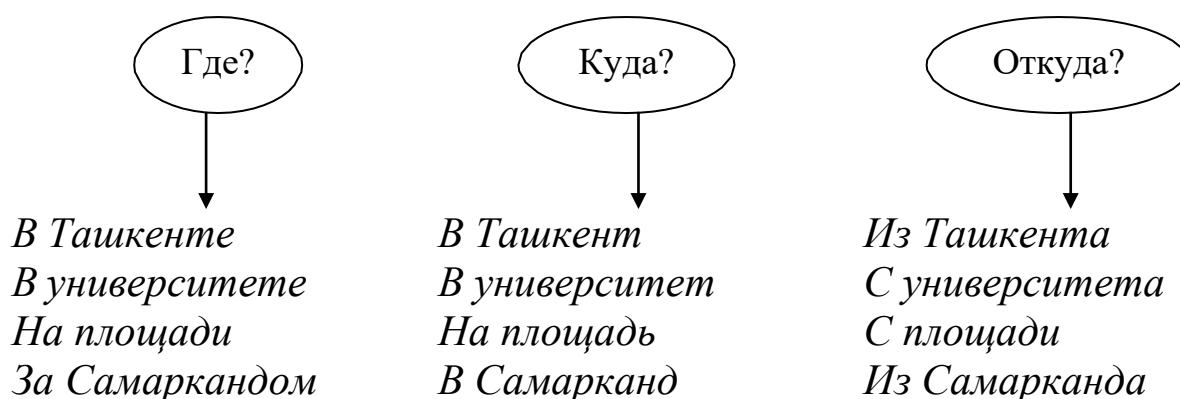 Где? Куда? Откуда?
В Ташкенте В Ташкент Из Ташкента
В университете В университет С университета
На площади На площадь С площади
За Самаркандом В Самарканд Из Самарканда